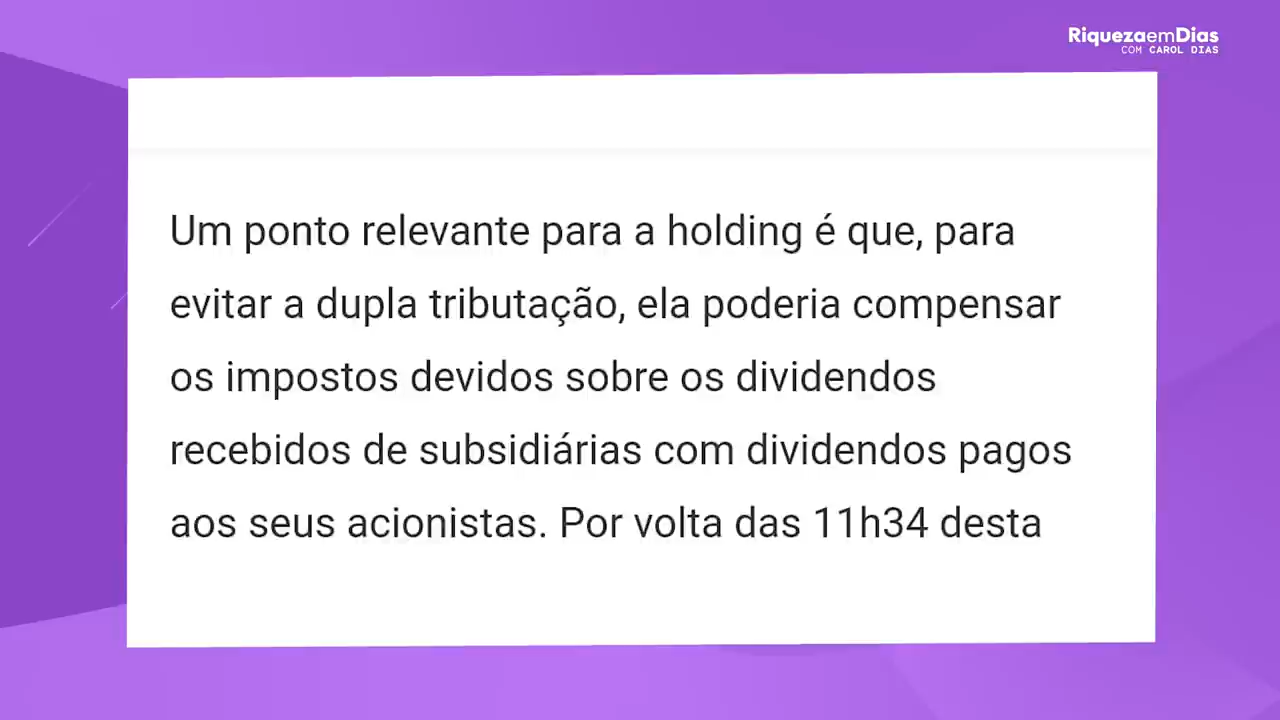 RiquezaemDias
COM CAROL DIAS
Um ponto relevante para a holding é que, para
evitar a dupla tributação, ela poderia compensar
os impostos devidos sobre os dividendos
recebidos de subsidiárias com dividendos pagos
aos seus acionistas. Por volta das 11h34 desta